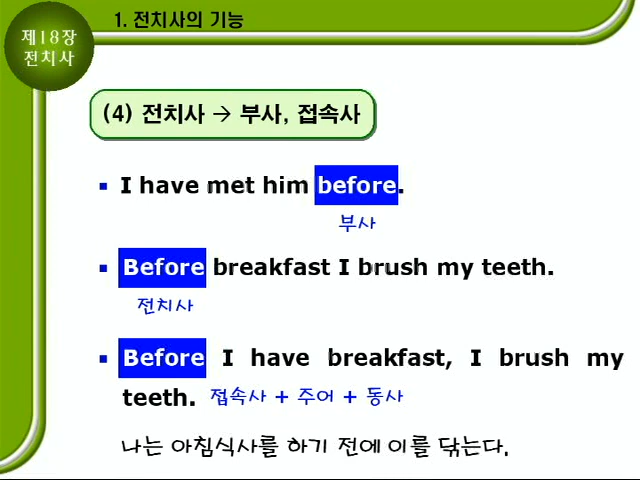 1. 전치사의 기능
제18장
전치사
(4) 전치사 → 부사, 접속사
▪ I have met him before.
부사
▪ Before breakfast I brush my teeth.
전치사
▪ Before I have breakfast, I brush my
teeth. 접속사 + 주어 + 동사
나는 아침식사를 하기 전에 이를 닦는다.